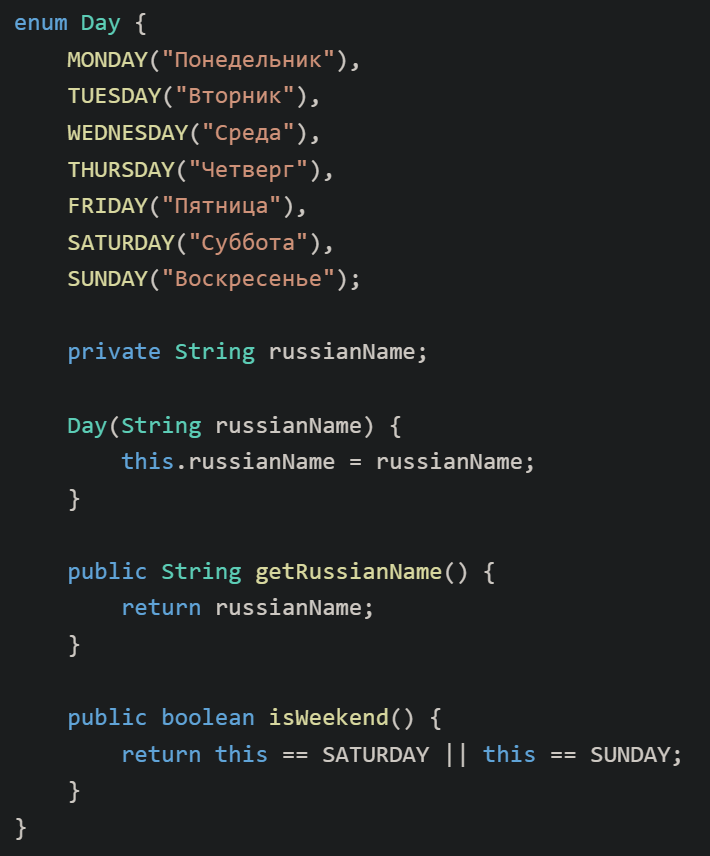 enum Day {
    MONDAY("Понедельник"),
    TUESDAY("Вторник"),
    WEDNESDAY("Среда"),
    THURSDAY("Четверг"),
    FRIDAY("Пятница"),
    SATURDAY("Суббота"),
    SUNDAY("Воскресенье");

    private String russianName;

    Day(String russianName) {
        this.russianName = russianName;
    }

    public String getRussianName() {
        return russianName;
    }

    public boolean isWeekend() {
        return this == SATURDAY || this == SUNDAY;
    }
}